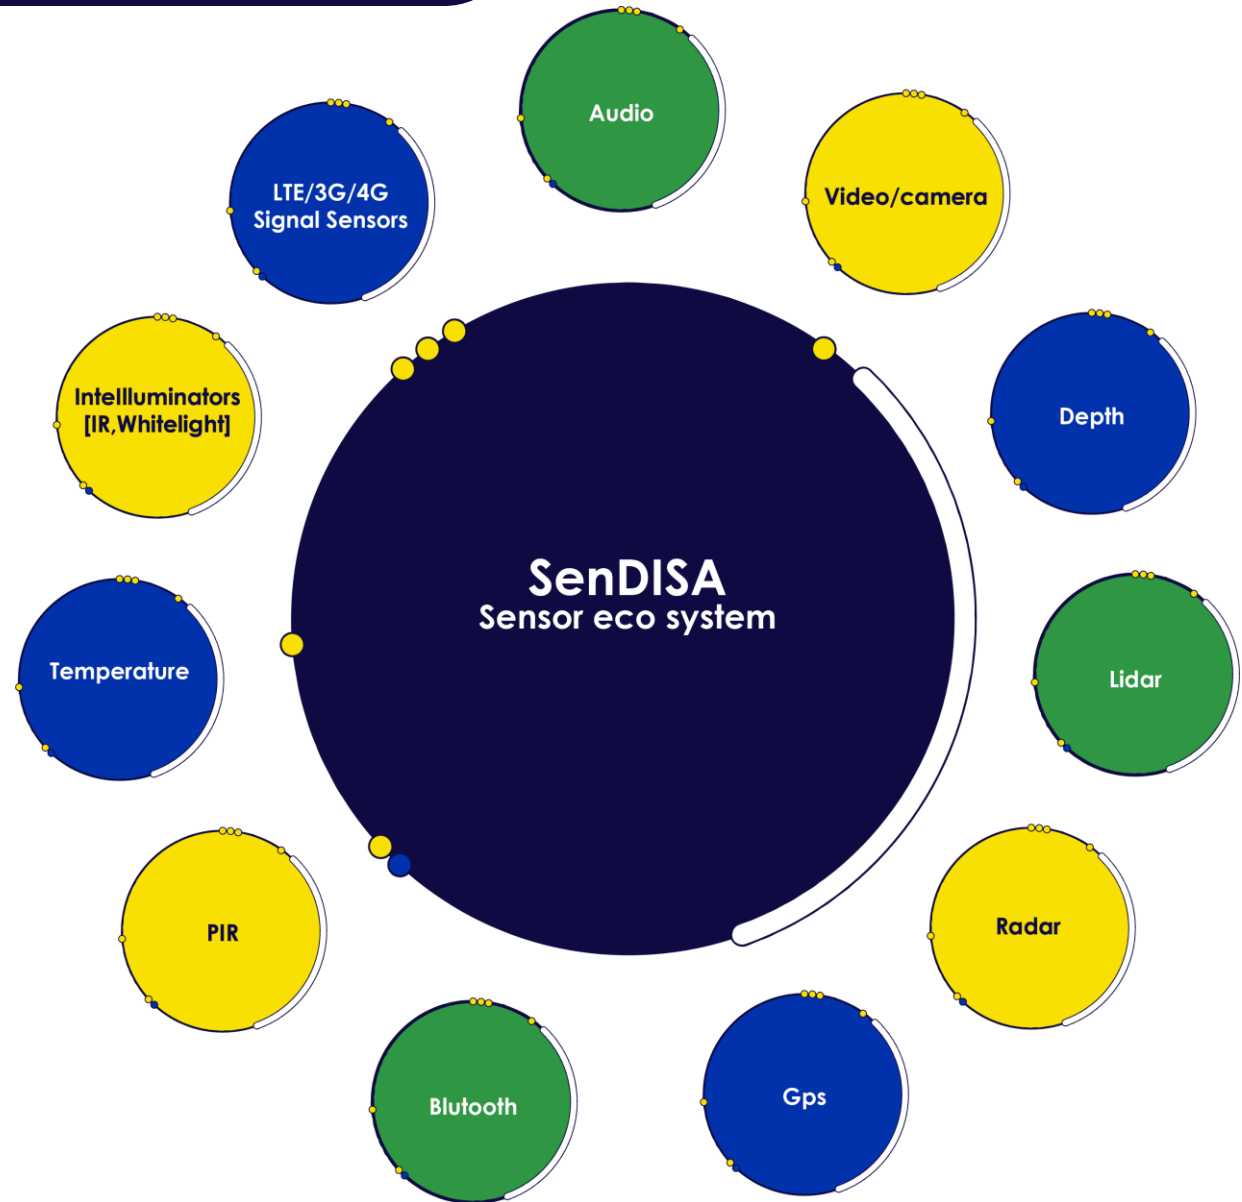 Audio
Video/camera
LTE/3G/4G
Signal Sensors
Depth
Intellluminators
[IR,Whitelight]
SenDISA
Sensor eco system
Temperature
Lidar
PIR
Radar
Blutooth
Gps